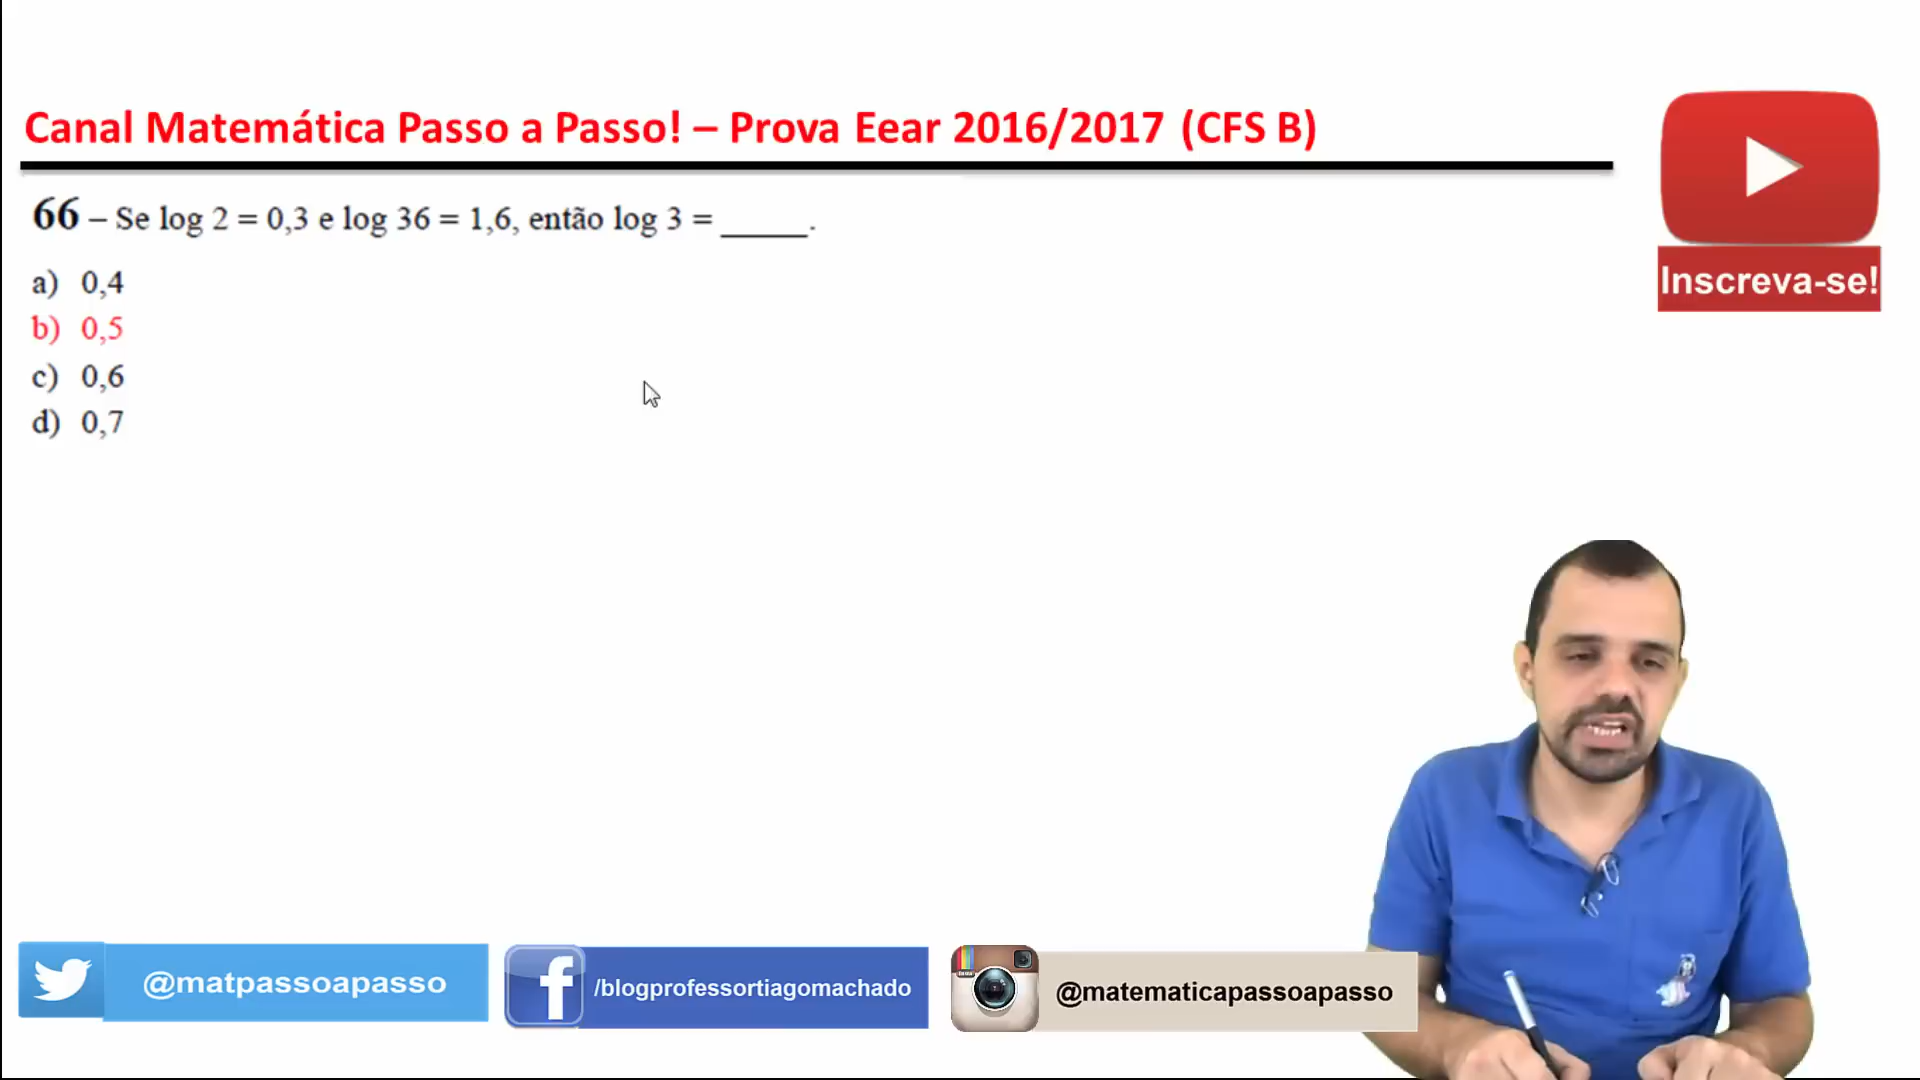 Canal Matemática Passo a Passo! – Prova Eear 2016/2017 (CFS B)
66 – Se log 2 = 0,3 e log 36 = 1,6, então log 3 = _____.
a) 0,4
b) 0,5
c) 0,6
d) 0,7
Inscreva-se!
@matpassoapasso
/blogprofessortiagomachado
@matematicapassoapasso